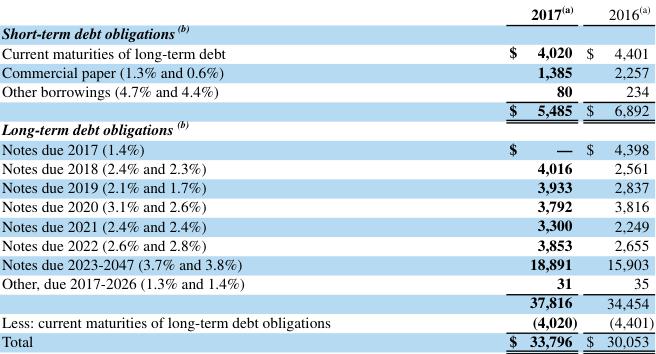 2017(a) 2016(a)
Short-term debt obligations (b)
Current maturities of long-term debt $ 4,020 $ 4,401
Commercial paper (1.3% and 0.6%) 1,385 2,257
Other borrowings (4.7% and 4.4%) 80 234
$ 5,485 $ 6,892
Long-term debt obligations (b)
Notes due 2017 (1.4%) $ — $ 4,398
Notes due 2018 (2.4% and 2.3%) 4,016 2,561
Notes due 2019 (2.1% and 1.7%) 3,933 2,837
Notes due 2020 (3.1% and 2.6%) 3,792 3,816
Notes due 2021 (2.4% and 2.4%) 3,300 2,249
Notes due 2022 (2.6% and 2.8%) 3,853 2,655
Notes due 2023-2047 (3.7% and 3.8%) 18,891 15,903
Other, due 2017-2026 (1.3% and 1.4%) 31 35
37,816 34,454
Less: current maturities of long-term debt obligations (4,020) (4,401)
Total $ 33,796 $ 30,053